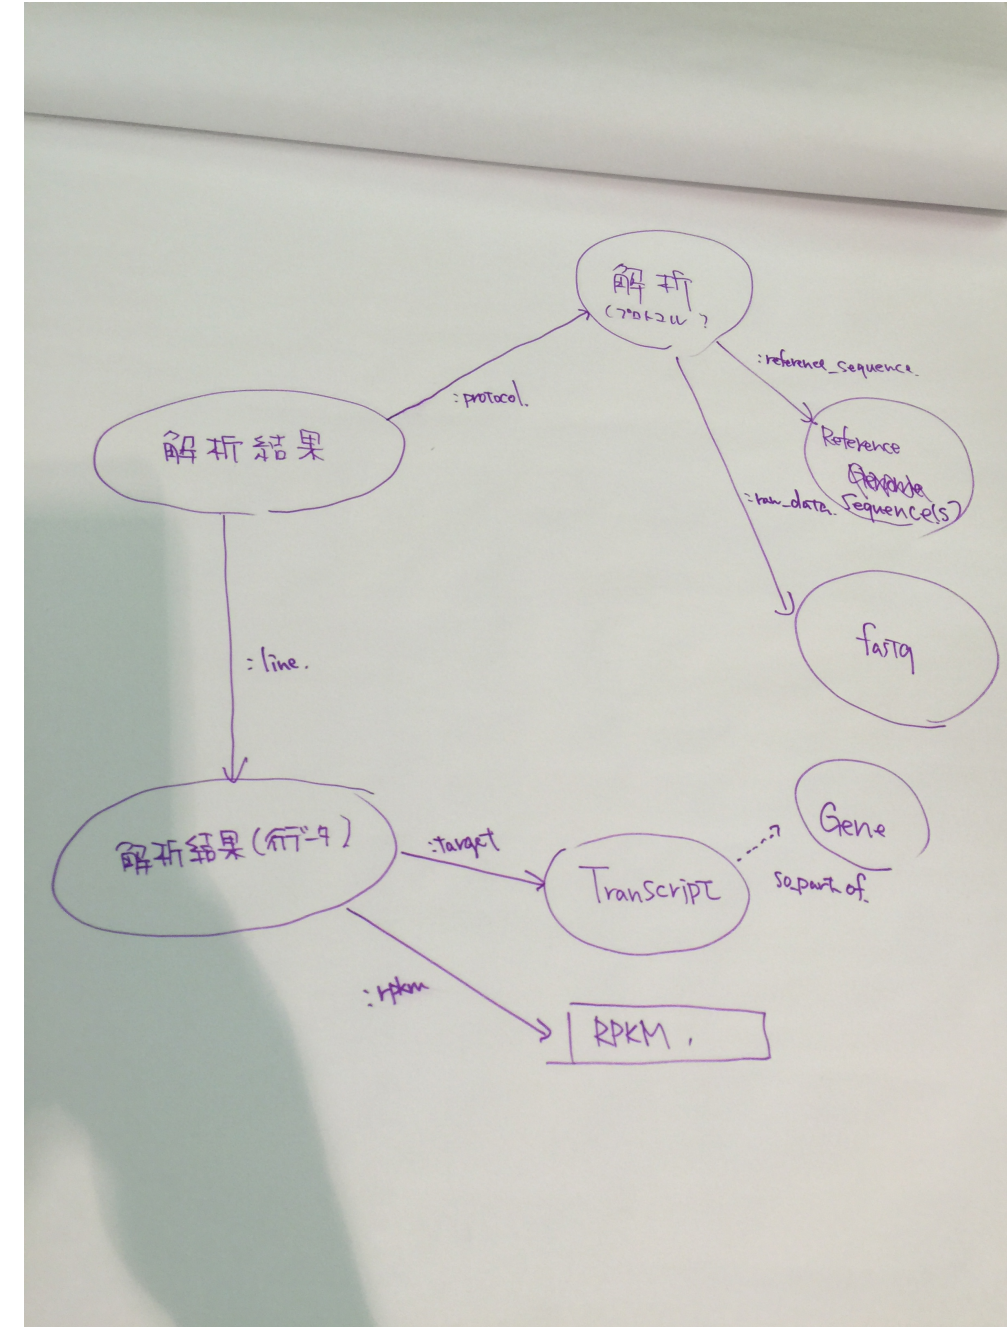 解析
(プロトコル?
:reference_sequence.
:protocol.
Reference
sequence(s)
解析結果
:raw_data.
fastq
:line.
Gene
:target
解析結果(行データ)
Transcript
so_part_of.
:rpkm
RPKM.